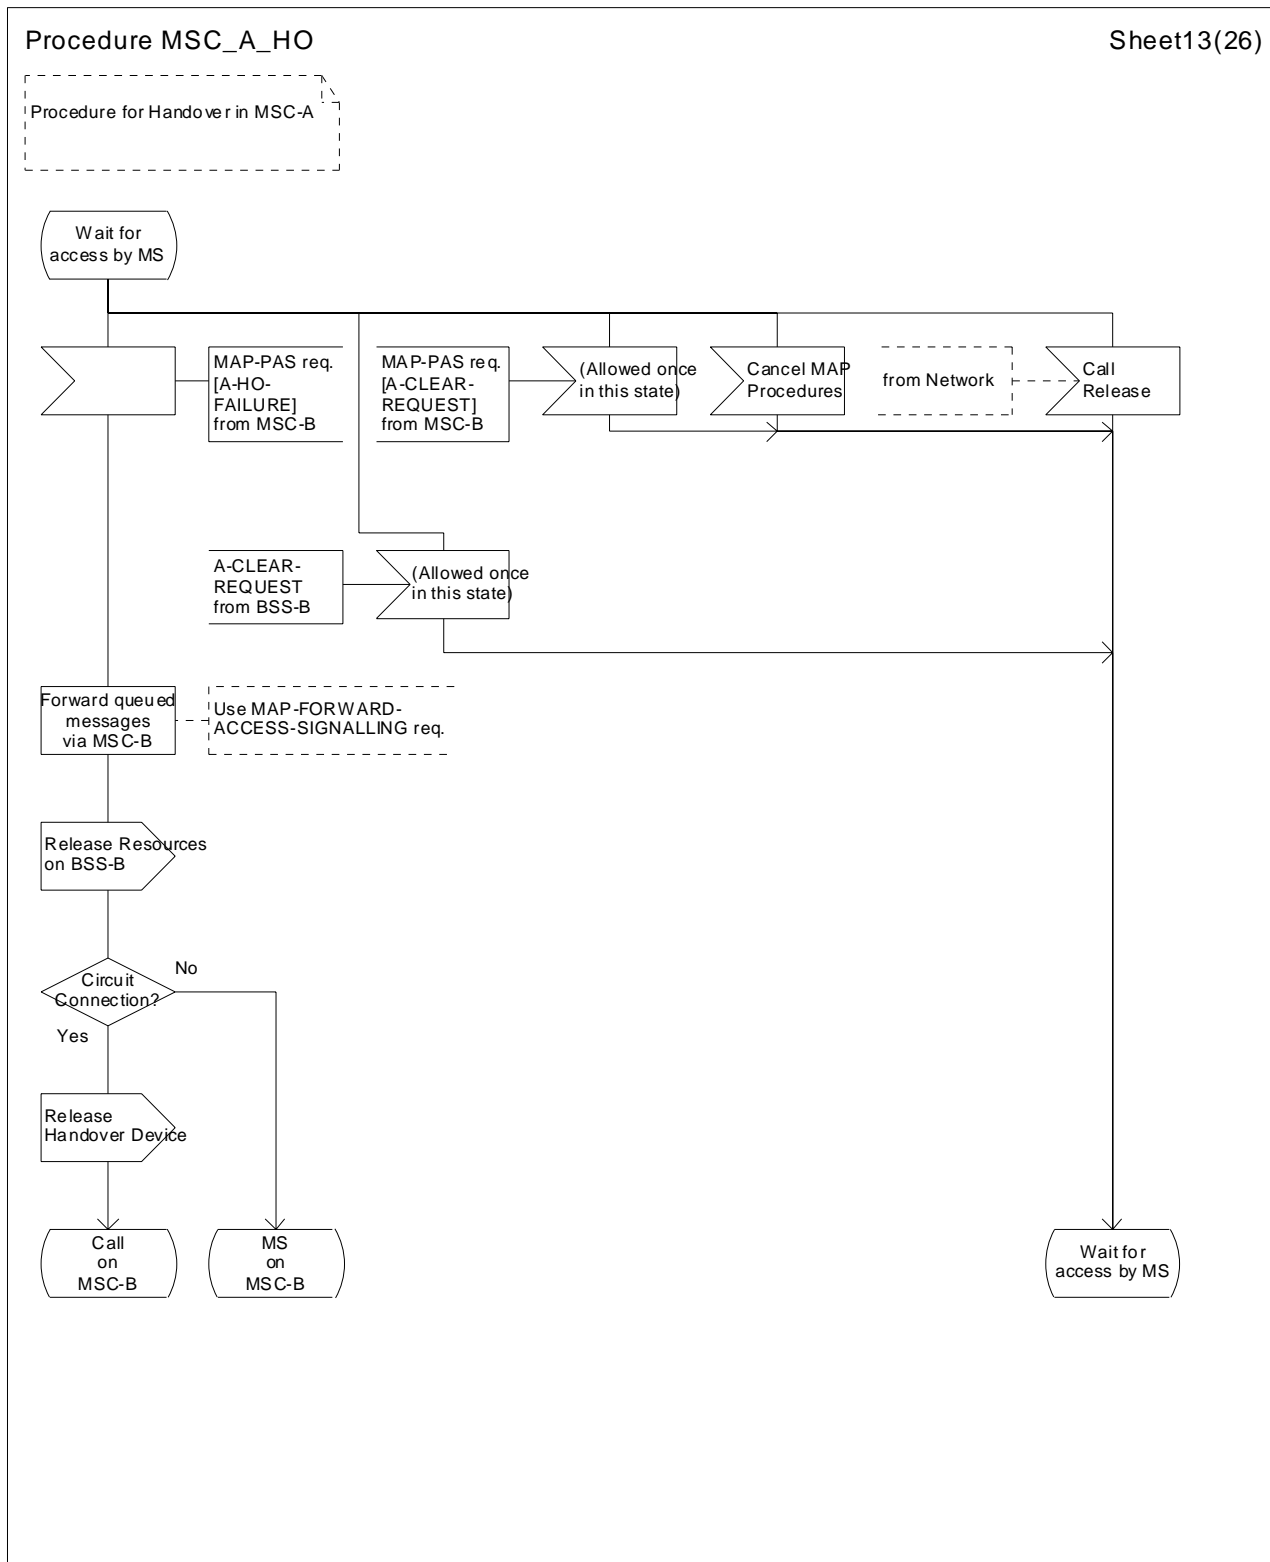 Procedure MSC_A_HO
Sheet13(26)
Procedure for Handover in MSC-A
Wait for
access by MS
MAP-PAS req.
[A-HO-
FAILURE]
from MSC-B
MAP-PAS req.
[A-CLEAR-
REQUEST]
from MSC-B
(Allowed once
in this state)
Cancel MAP
Procedures
from Network
Call
Release
A-CLEAR-
REQUEST
from BSS-B
(Allowed once
in this state)
Forward queued
messages
via MSC-B
Use MAP-FORWARD-
ACCESS-SIGNALLING req.
Release Resources
on BSS-B
Circuit
Connection?
No
Yes
Release
Handover Device
Call
on
MSC-B
MS
on
MSC-B
Wait for
access by MS